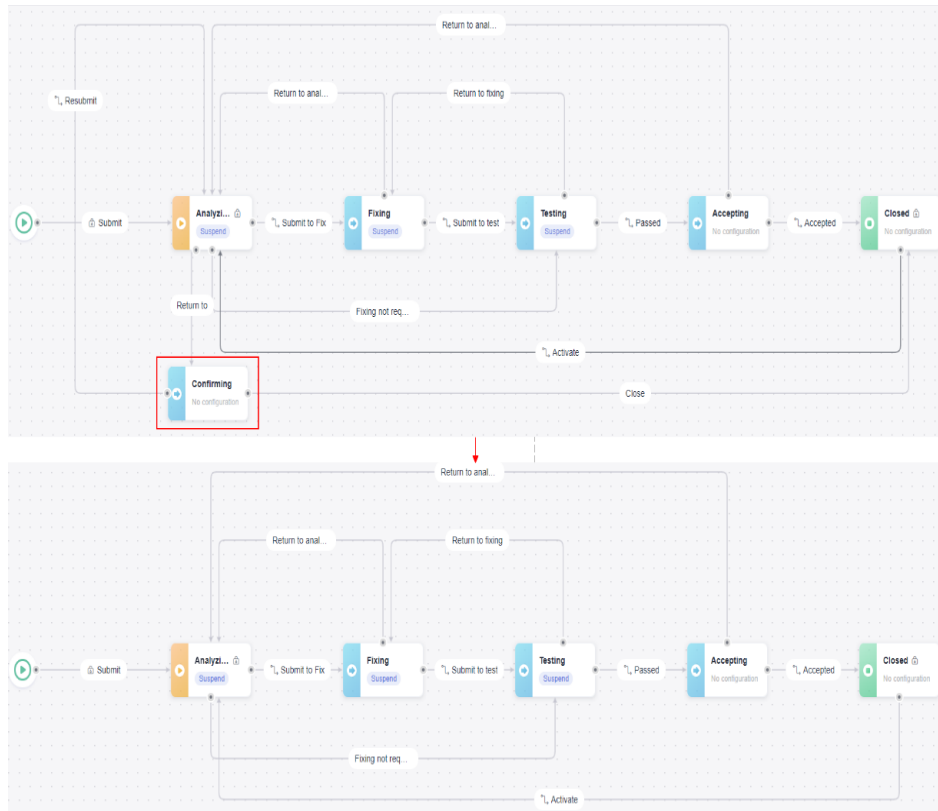 Return to anal...
Resubmit
Return to anal...
Return to fixing
Submit
Analyzi...
Suspend
Submit to Fix
Fixing
Suspend
Submit to test
Testing
Suspend
Passed
Accepting
No configuration
Accepted
Closed
No configuration
Return to
Fixing not req...
Activate
Confirming
No configuration
Close
Return to anal...
Return to anal...
Return to fixing
Submit
Analyzi...
Suspend
Submit to Fix
Fixing
Suspend
Submit to test
Testing
Suspend
Passed
Accepting
No configuration
Accepted
Closed
No configuration
Fixing not req...
Activate